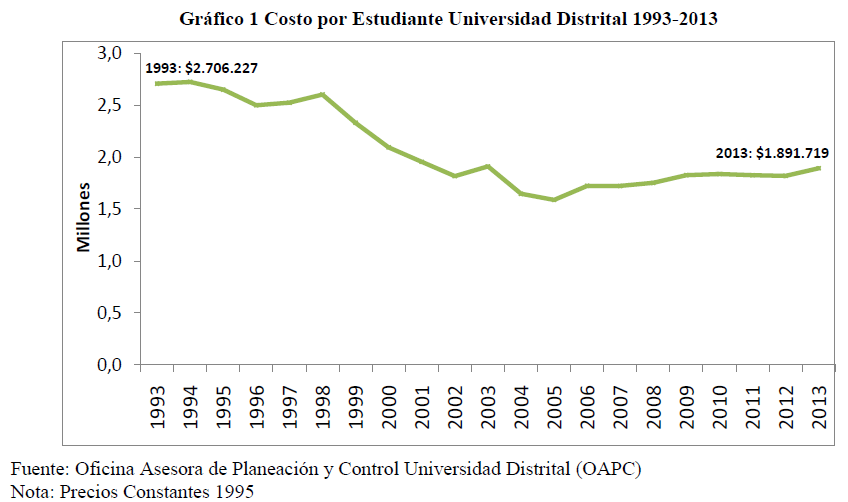 Gráfico 1 Costo por Estudiante Universidad Distrital 1993-2013
3,0
2,5
2,0
1,5
1,0
0,5
0,0
Millones
1993: $2.706.227
2013: $1.891.719
1993 1994 1995 1996 1997 1998 1999 2000 2001 2002 2003 2004 2005 2006 2007 2008 2009 2010 2011 2012 2013
Fuente: Oficina Asesora de Planeación y Control Universidad Distrital (OAPC)
Nota: Precios Constantes 1995